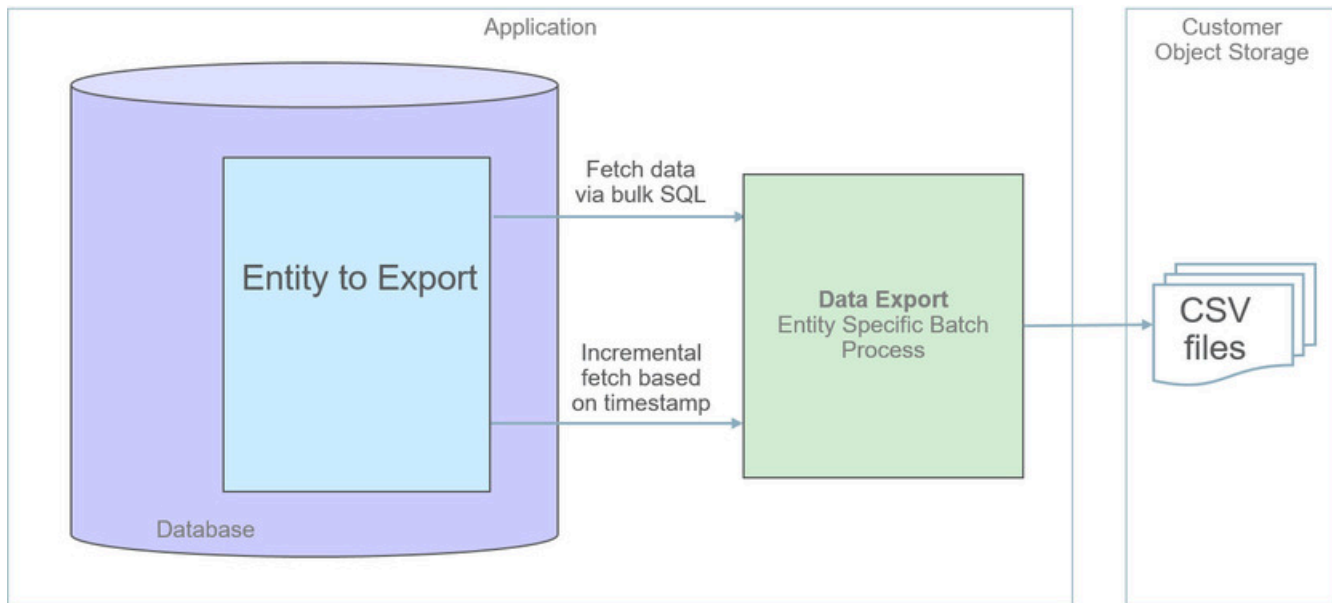 Application
Customer
Object Storage
Fetch data
via bulk SQL
Entity to Export
Data Export
Entity Specific Batch
Process
CSV
files
Incremental
fetch based
on timestamp
Database